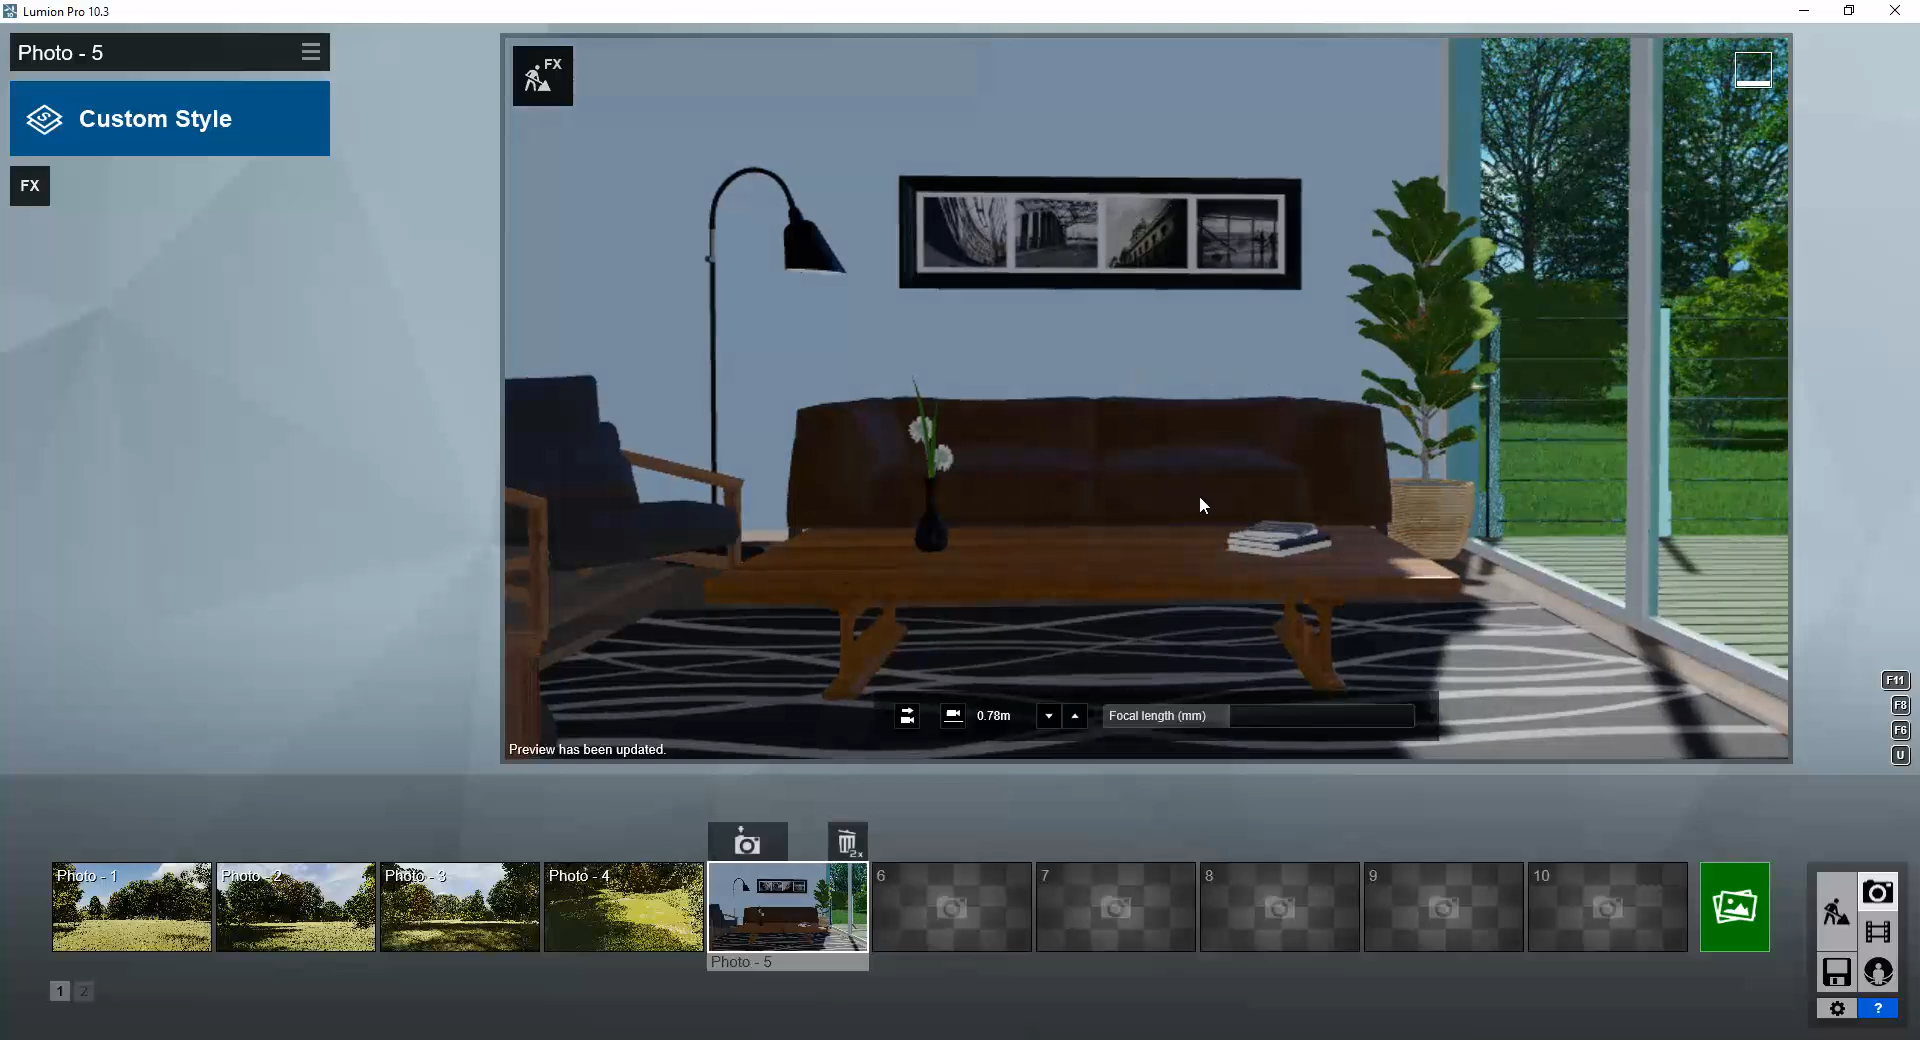 Lumion Pro 10.3
Photo - 5
Custom Style
FX
FX
F11
F8
F6
U
0.78m
Focal length (mm)
Preview has been updated.
2x
Photo - 1
Photo - 2
Photo - 3
Photo - 4
6
7
8
9
10
Photo - 5
1
2
?